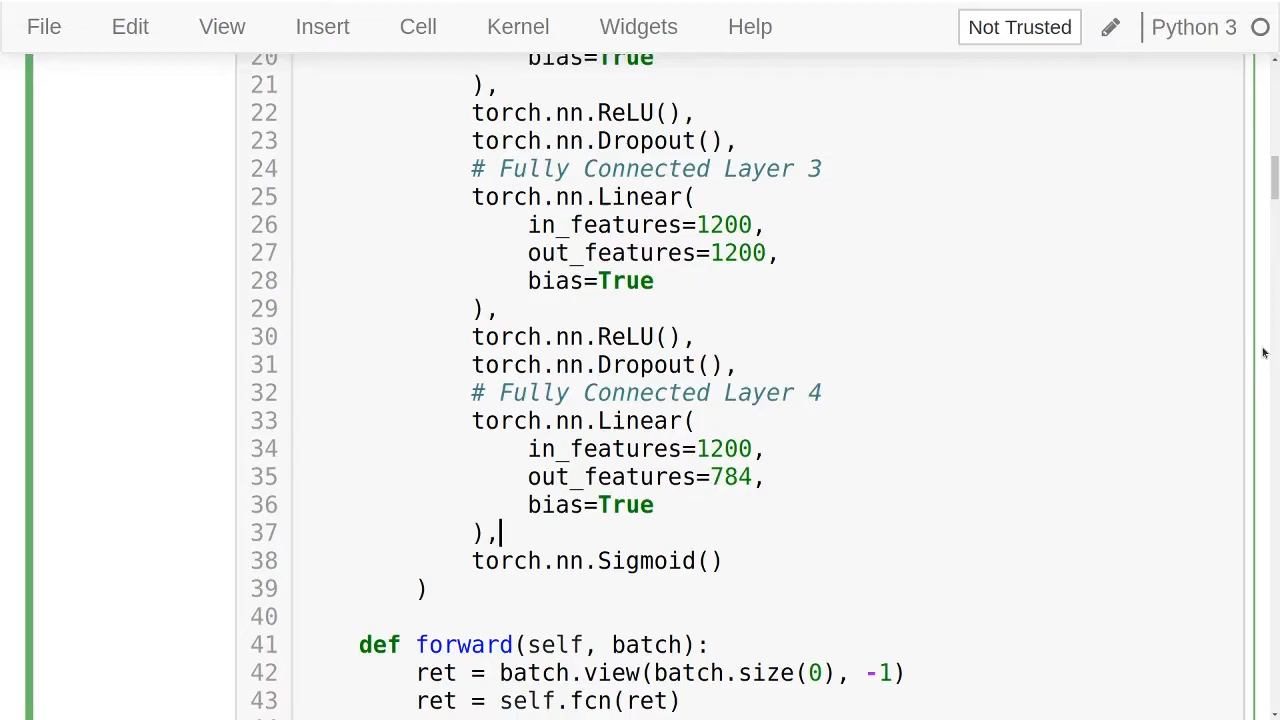 File Edit View Insert Cell Kernel Widgets Help Not Trusted Python 3
20 bias=True
21 ),
22 torch.nn.ReLU(),
23 torch.nn.Dropout(),
24 # Fully Connected Layer 3
25 torch.nn.Linear(
26 in_features=1200,
27 out_features=1200,
28 bias=True
29 ),
30 torch.nn.ReLU(),
31 torch.nn.Dropout(),
32 # Fully Connected Layer 4
33 torch.nn.Linear(
34 in_features=1200,
35 out_features=784,
36 bias=True
37 ),
38 torch.nn.Sigmoid()
39 )
40
41 def forward(self, batch):
42 ret = batch.view(batch.size(0), -1)
43 ret = self.fcn(ret)